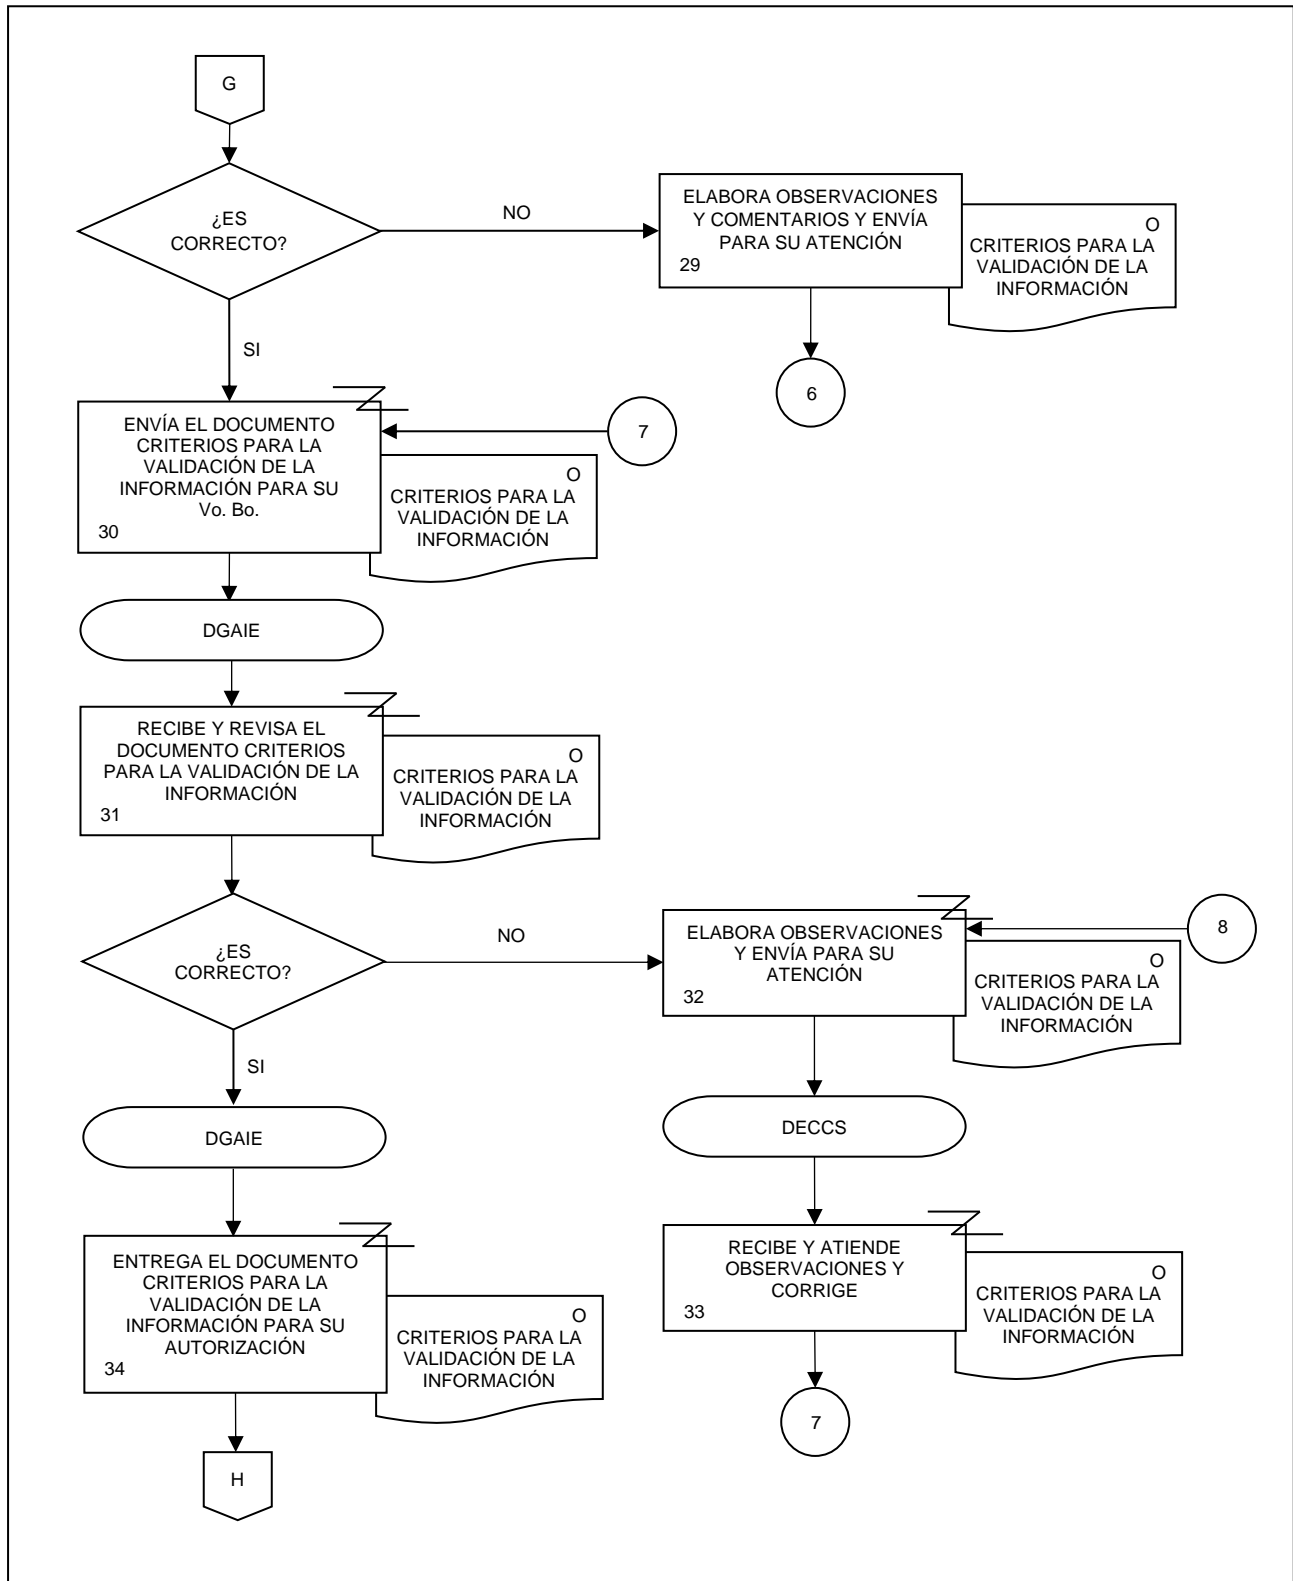 G
¿ES
CORRECTO?
NO
ELABORA OBSERVACIONES
Y COMENTARIOS Y ENVÍA
PARA SU ATENCIÓN
29
O
CRITERIOS PARA LA
VALIDACIÓN DE LA
INFORMACIÓN
SI
6
ENVÍA EL DOCUMENTO
CRITERIOS PARA LA
VALIDACIÓN DE LA
INFORMACIÓN PARA SU
Vo. Bo.
30
7
O
CRITERIOS PARA LA
VALIDACIÓN DE LA
INFORMACIÓN
DGAIE
RECIBE Y REVISA EL
DOCUMENTO CRITERIOS
PARA LA VALIDACIÓN DE LA
INFORMACIÓN
31
O
CRITERIOS PARA LA
VALIDACIÓN DE LA
INFORMACIÓN
¿ES
CORRECTO?
NO
ELABORA OBSERVACIONES
Y ENVÍA PARA SU
ATENCIÓN
32
8
O
CRITERIOS PARA LA
VALIDACIÓN DE LA
INFORMACIÓN
SI
DGAIE
DECCS
ENTREGA EL DOCUMENTO
CRITERIOS PARA LA
VALIDACIÓN DE LA
INFORMACIÓN PARA SU
AUTORIZACIÓN
34
O
CRITERIOS PARA LA
VALIDACIÓN DE LA
INFORMACIÓN
RECIBE Y ATIENDE
OBSERVACIONES Y
CORRIGE
33
O
CRITERIOS PARA LA
VALIDACIÓN DE LA
INFORMACIÓN
7
H